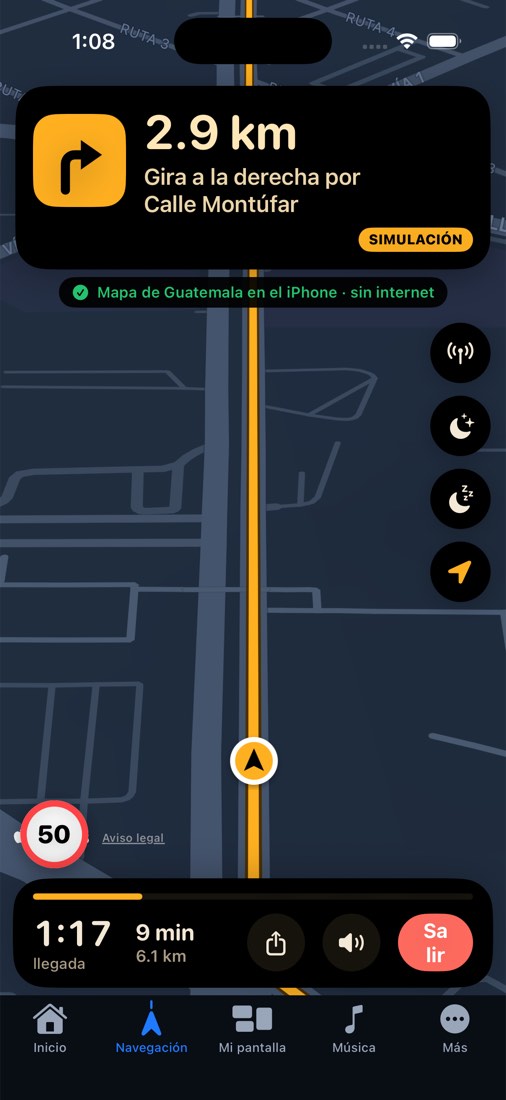 1:08
RUTA 3
2.9 km
Gira a la derecha por
Calle Montúfar
SIMULACIÓN
Mapa de Guatemala en el iPhone · sin internet
50
Aviso legal
1:17
llegada
9 min
6.1 km
Sa
lir
Inicio
Navegación
Mi pantalla
Música
Más